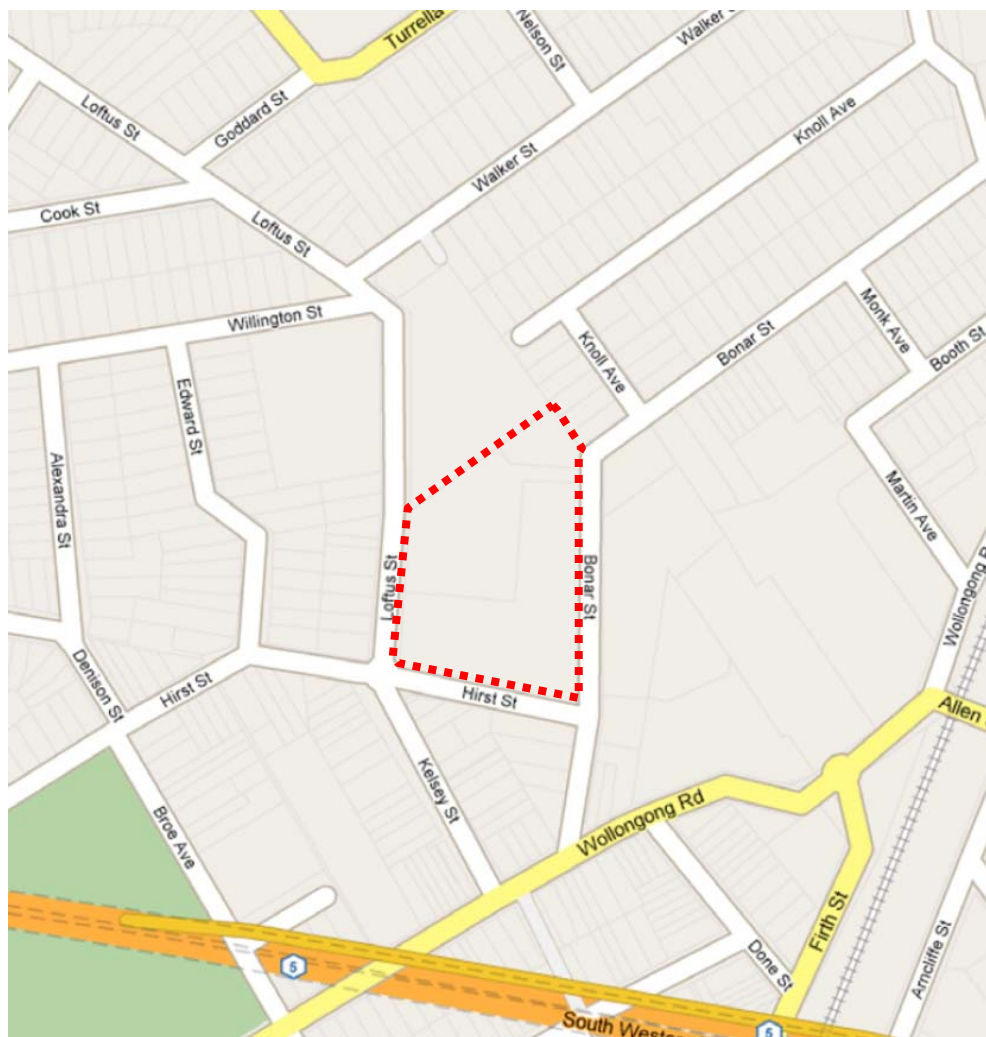 Turrella
Nelson St
Walker S
Loftus St
Goddard St
Knoll Ave
Walker St
Cook St
Loftus St
Monk Ave
Willington St
Bonar St
Booth St
Knoll Ave
Edward St
Alexandra St
Martin Ave
Loftus St
Bonar St
Wollongong R
Denison St
Hirst St
Hirst St
Allen
Kelsey St
Wollongong Rd
Broe Ave
Firth St
Done St
Arncliffe St
5
South Weste
5